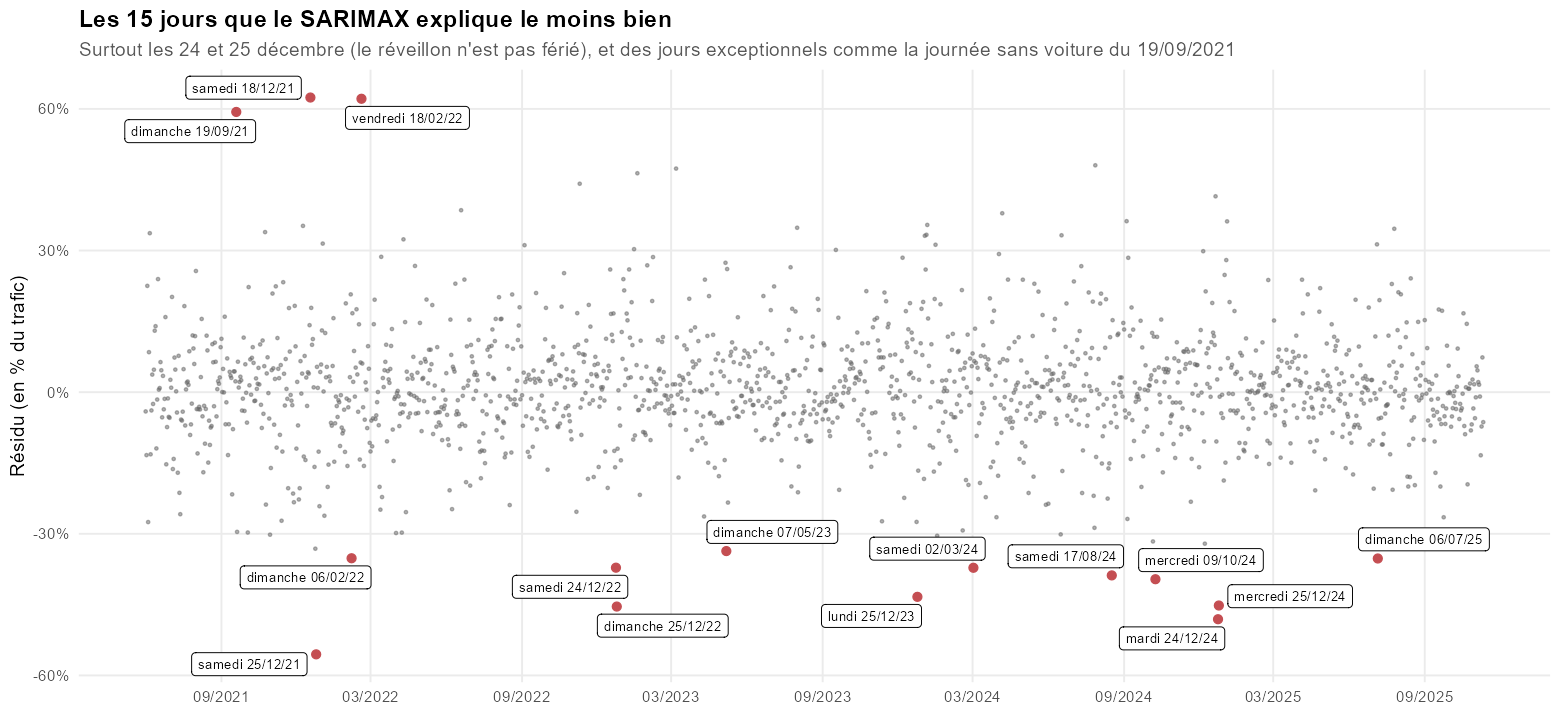 Les 15 jours que le SARIMAX explique le moins bien
Surtout les 24 et 25 décembre (le réveillon n'est pas férié), et des jours exceptionnels comme la journée sans voiture du 19/09/2021
Résidu (en % du trafic)
60%
30%
0%
-30%
-60%
samedi 18/12/21
dimanche 19/09/21
vendredi 18/02/22
dimanche 07/05/23
dimanche 06/07/25
samedi 02/03/24
samedi 17/08/24
mercredi 09/10/24
dimanche 06/02/22
samedi 24/12/22
mercredi 25/12/24
lundi 25/12/23
dimanche 25/12/22
mardi 24/12/24
samedi 25/12/21
09/2021
03/2022
09/2022
03/2023
09/2023
03/2024
09/2024
03/2025
09/2025